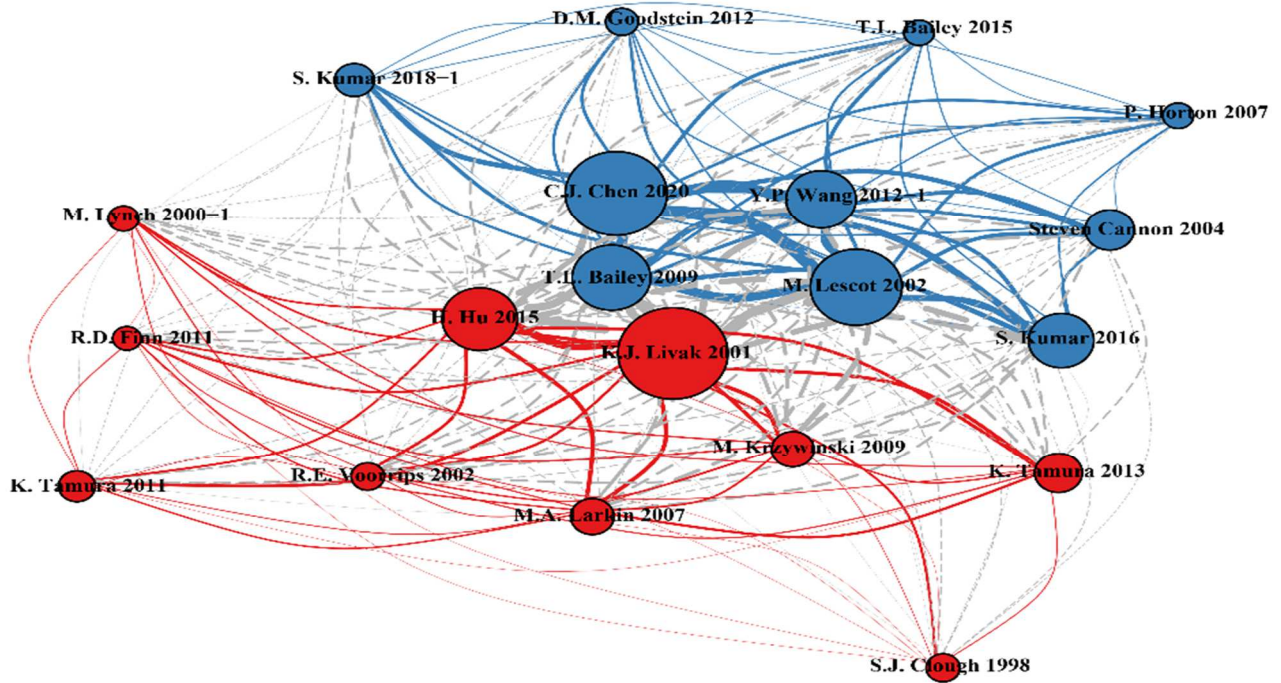 D.M. Goodstein 2012
T.L. Bailey 2015
S. Kumar 2018−1
P. Horton 2007
C.J. Chen 2020
Y.P. Wang 2012−1
M. Lynch 2000−1
Steven Cannon 2004
T.L. Bailey 2009
M. Lescot 2002
B. Hu 2015
R.D. Finn 2011
S. Kumar 2016
K.J. Livak 2001
M. Krzywinski 2009
K. Tamura 2013
R.E. Voorrips 2002
K. Tamura 2011
M.A. Larkin 2007
S.J. Clough 1998